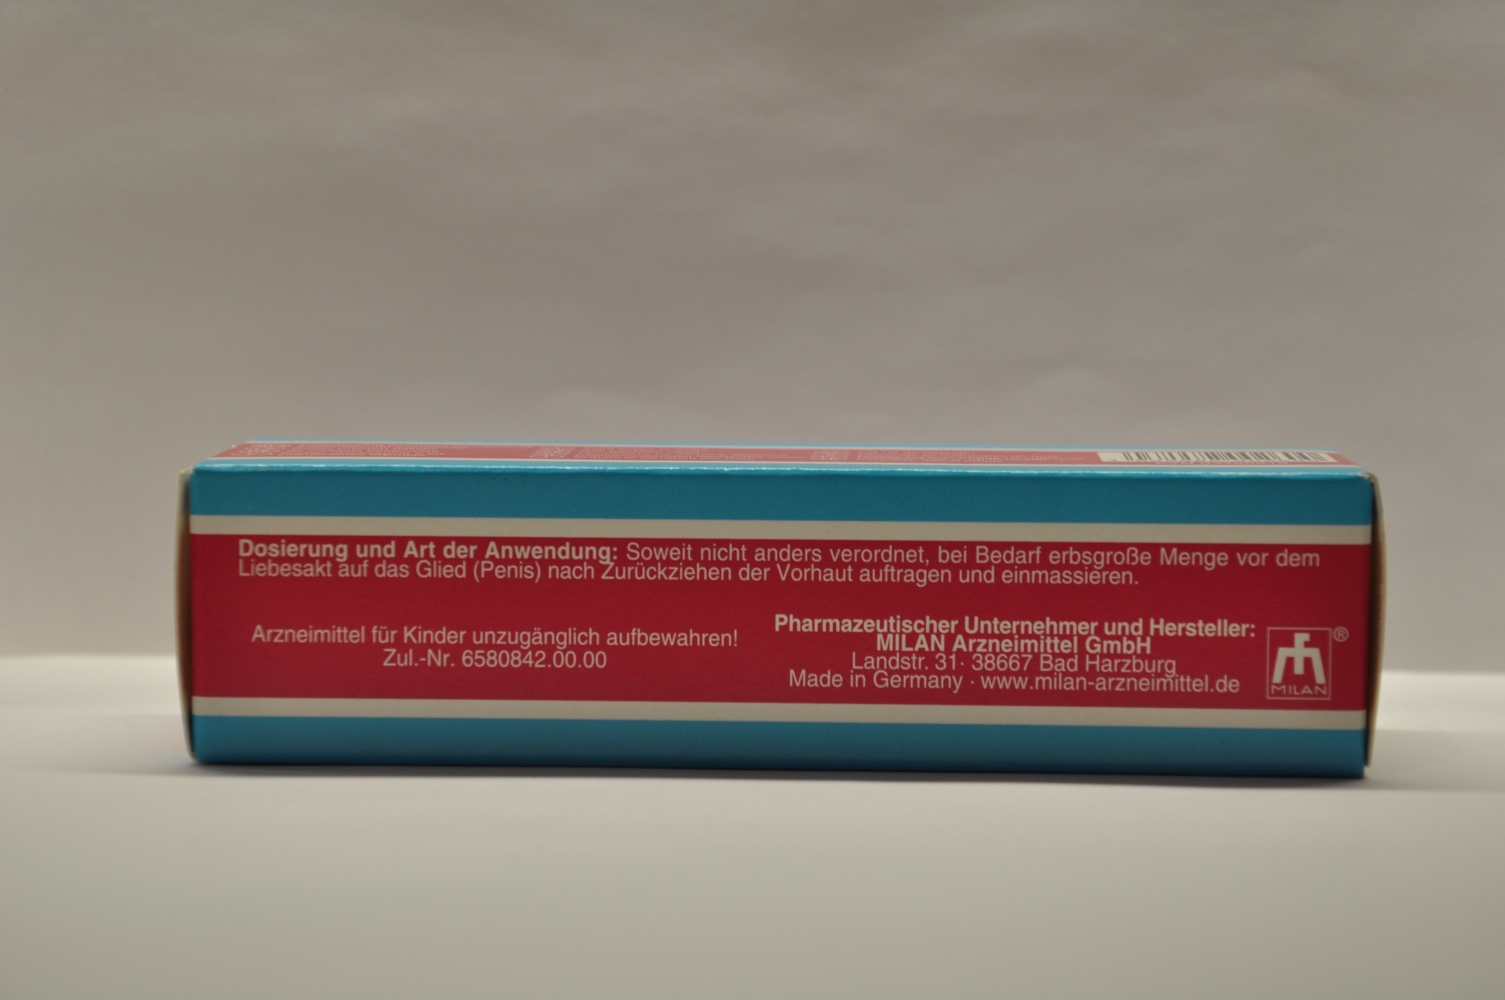 Dosierung und Art der Anwendung: Soweit nicht anders verordnet, bei Bedarf erbsgroße Menge vor dem
Liebesakt auf das Glied (Penis) nach Zurückziehen der Vorhaut auftragen und einmassieren.
Arzneimittel für Kinder unzugänglich aufbewahren!
Zul.-Nr. 6580842.00.00
Pharmazeutischer Unternehmer und Hersteller:
MILAN Arzneimittel GmbH
Landstr. 31· 38667 Bad Harzburg
Made in Germany · www.milan-arzneimittel.de
®
MILAN